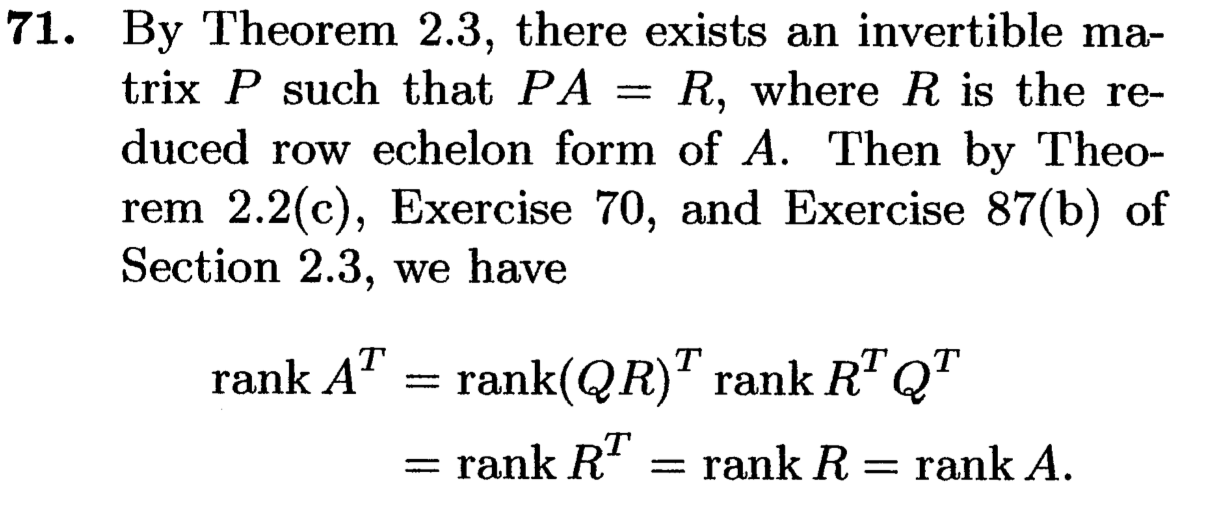 71. By Theorem 2.3, there exists an invertible ma-
trix P such that PA = R, where R is the re-
duced row echelon form of A. Then by Theo-
rem 2.2(c), Exercise 70, and Exercise 87(b) of
Section 2.3, we have
rank A^T = rank(QR)^T rank R^T Q^T
= rank R^T = rank R = rank A.